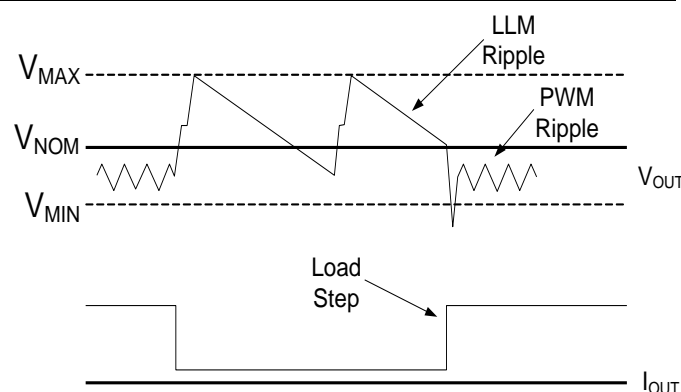 LLM
Ripple
VMAX
PWM
Ripple
VNOM
VOUT
VMIN
Load
Step
IOUT